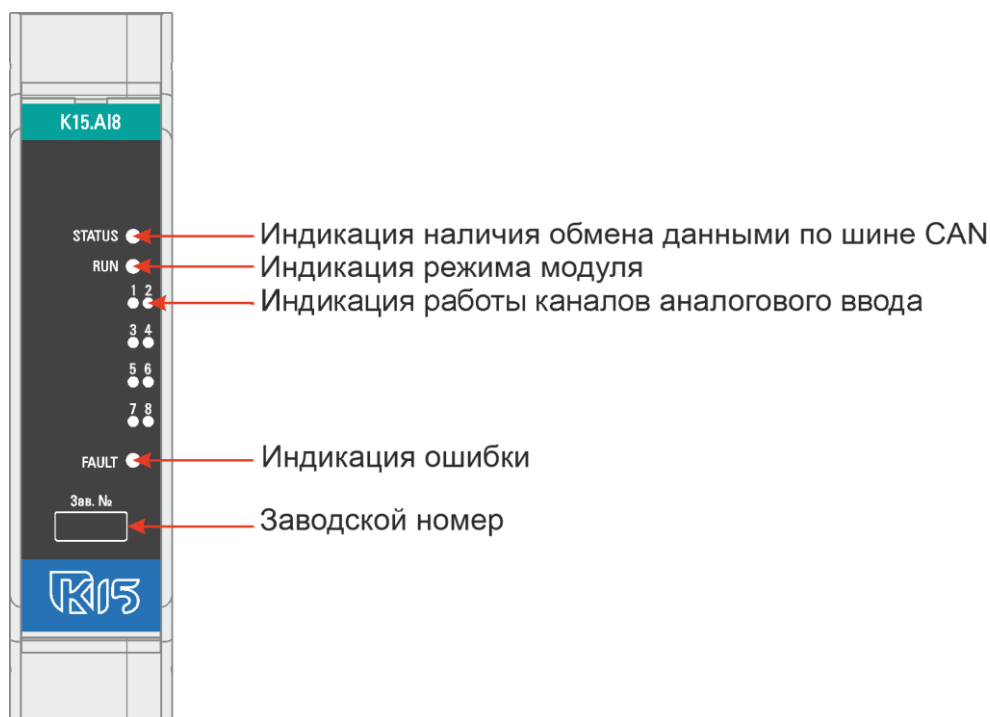 K15.AI8
STATUS Индикация наличия обмена данными по шине CAN
RUN Индикация режима модуля
1 2 Индикация работы каналов аналогового ввода
3 4
5 6
7 8
FAULT Индикация ошибки
Зав. №
Заводской номер
K15